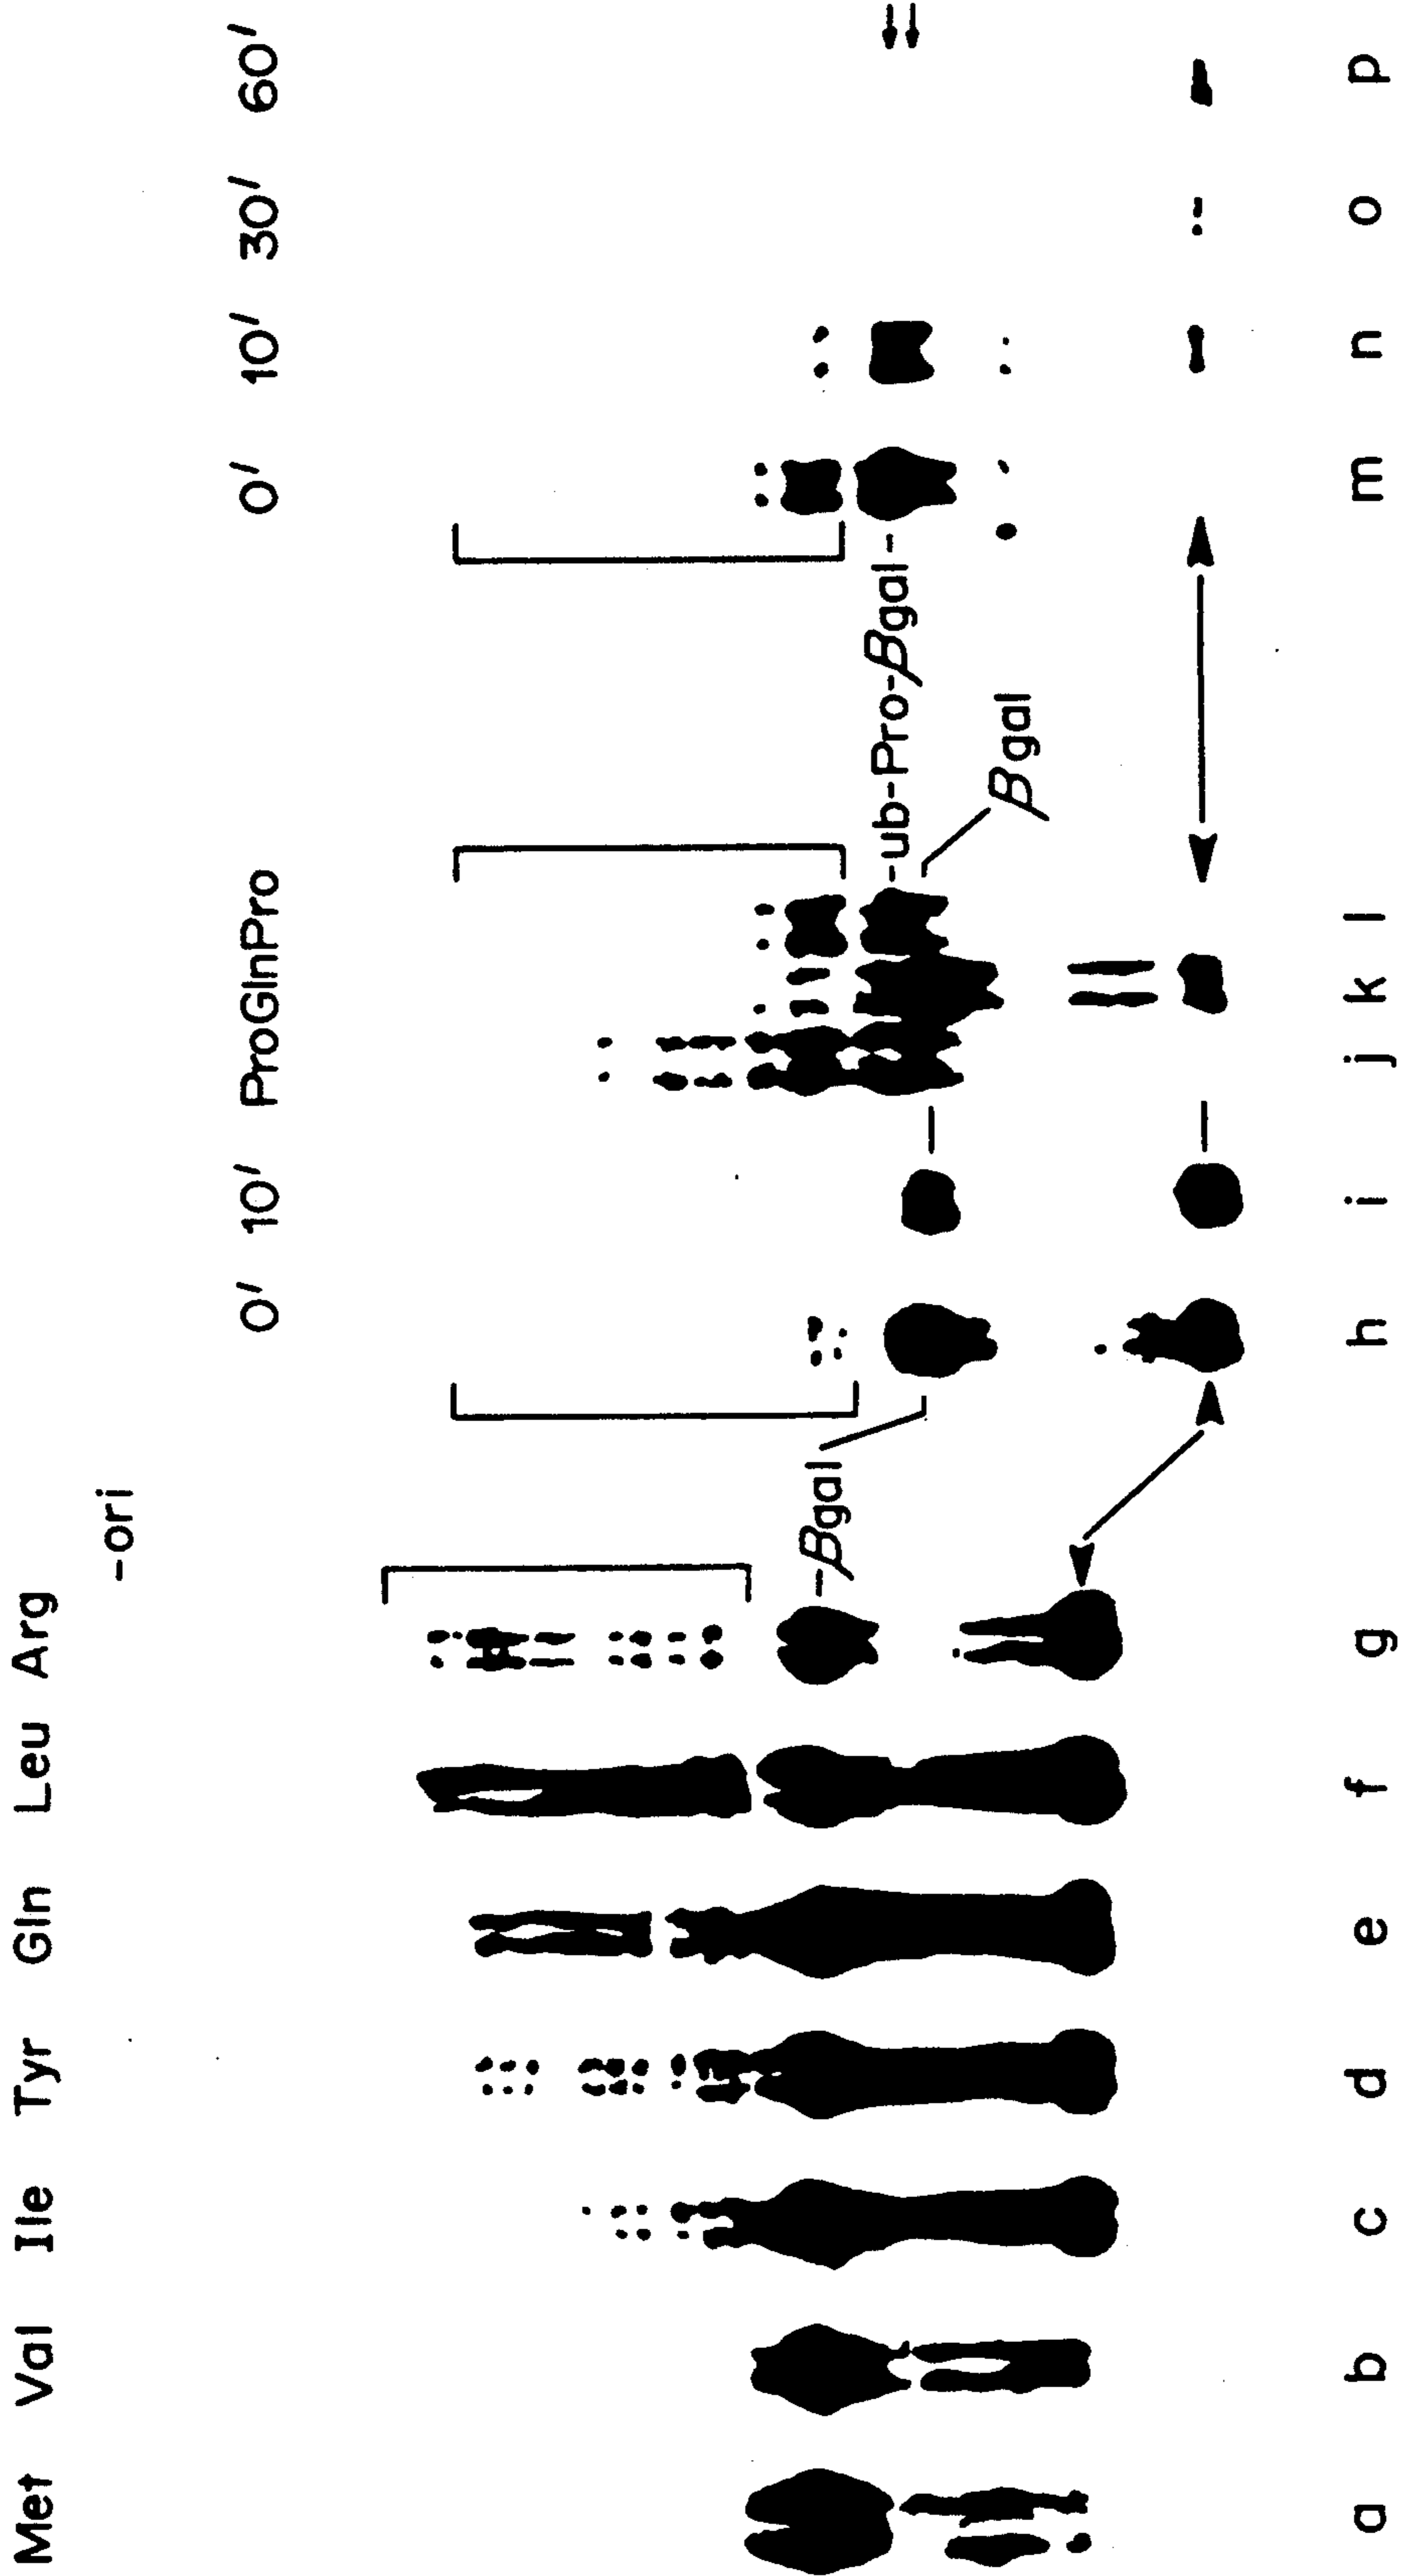 Met Val Ile Tyr Gln Leu Arg
-ori
0' 10' ProGlnPro 0' 10' 30' 60'
-βgal
-ub-Pro-βgal-
βgal
a b c d e f g h i j k l m n o p